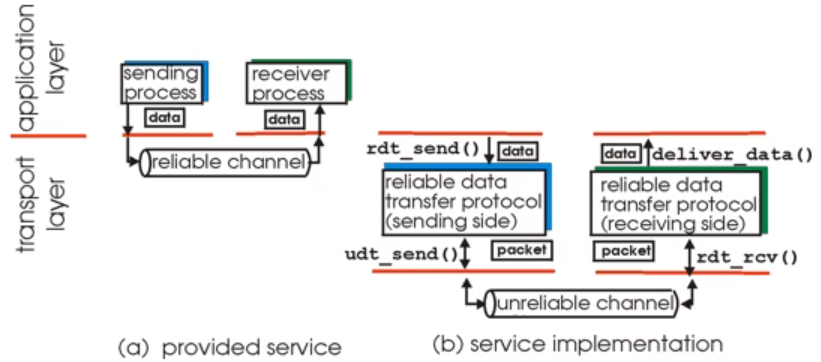 application
layer
transport
layer
sending
process
data
receiver
process
data
reliable channel
(a) provided service
rdt_send()
data
reliable data
transfer protocol
(sending side)
udt_send()
packet
data
deliver_data()
reliable data
transfer protocol
(receiving side)
packet
rdt_rcv()
unreliable channel
(b) service implementation